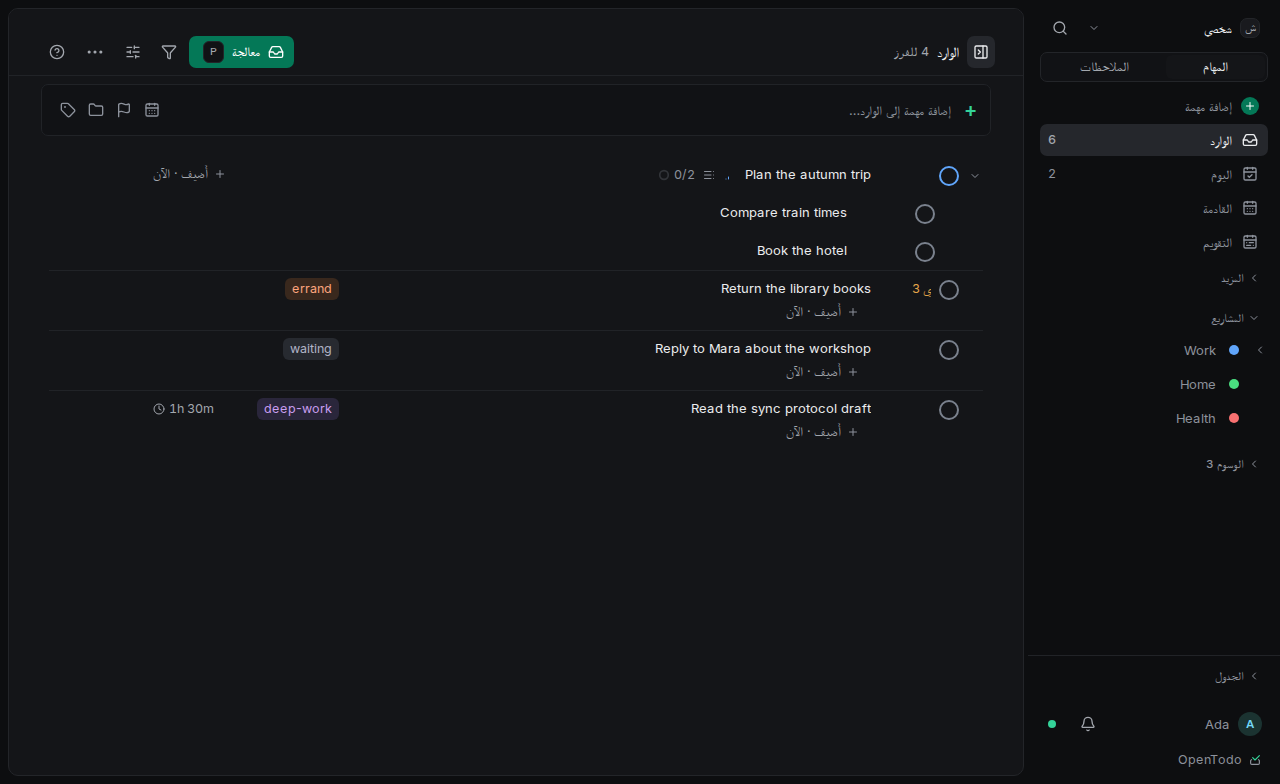 ش شخصي
المهام
الملاحظات
إضافة مهمة
الوارد 6
اليوم 2
القادمة
التقويم
المزيد
المشاريع
Work
Home
Health
الوسوم 3
الجدول
A Ada
OpenTodo
الوارد 4 للفرز
معالجة P
إضافة مهمة إلى الوارد...
Plan the autumn trip 0/2 أضيف · الآن
Compare train times
Book the hotel
3 ي Return the library books errand
أضيف · الآن
Reply to Mara about the workshop waiting
أضيف · الآن
Read the sync protocol draft deep-work 1h 30m
أضيف · الآن